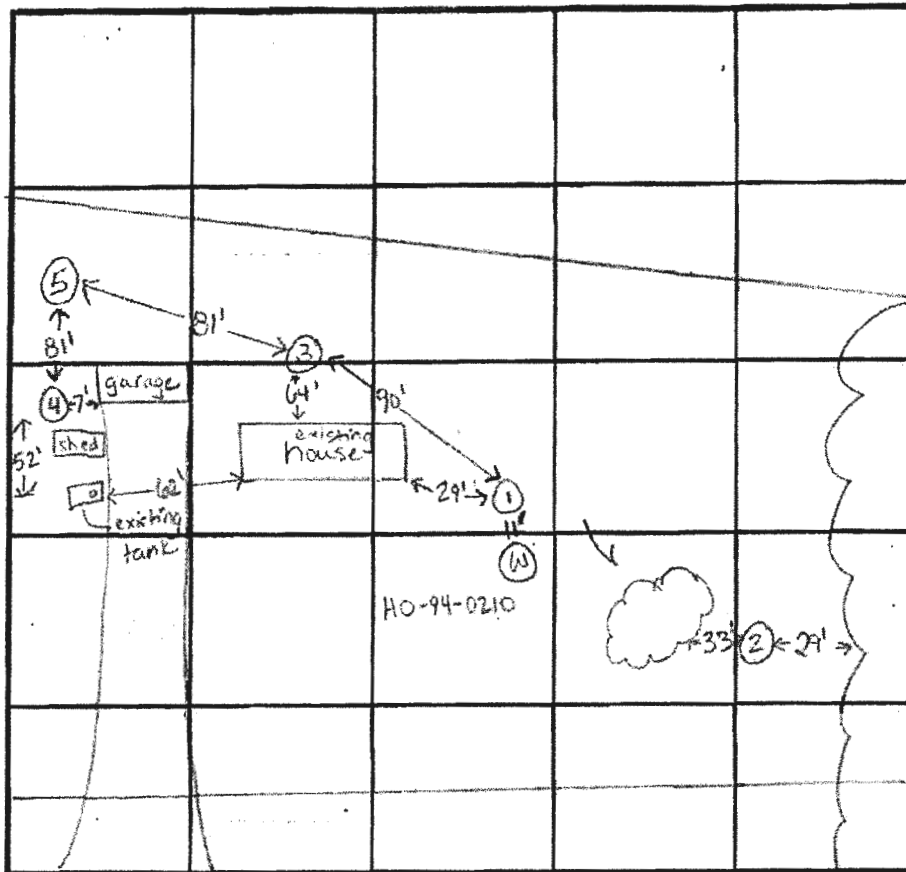 5
81'
81'
3
garage
64'
4
7'
90'
shed
existing
house
52'
62'
29'
1
existing
tank
11'
W
HO-94-0210
33'
2
29'